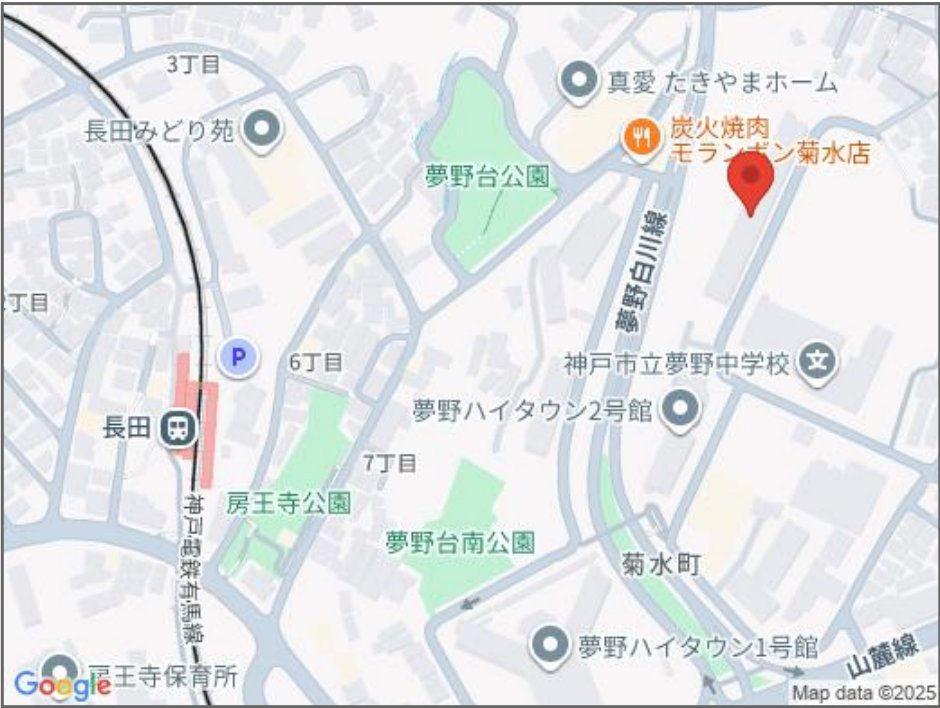 3丁目
真愛 たきやまホーム
長田みどり苑
炭火焼肉
モランボン菊水店
夢野台公園
夢野白川線
丁目
P
6丁目
神戸市立夢野中学校
文
夢野ハイタウン2号館
長田
7丁目
房王寺公園
神戸電鉄有馬線
夢野台南公園
菊水町
夢野ハイタウン1号館
山麓線
房王寺保育所
Google
Map data ©2025